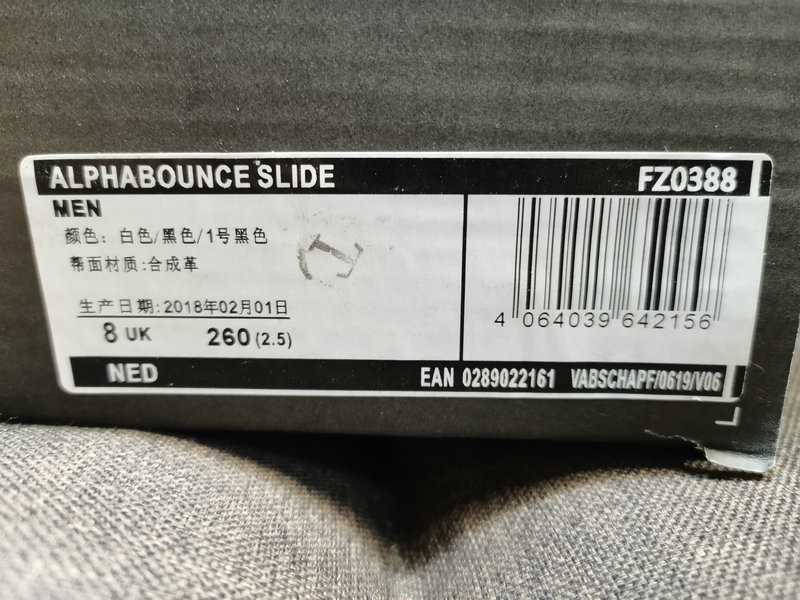 ALPHABOUNCE SLIDE FZ0388
MEN
颜色: 白色/黑色/1号黑色
帮面材质:合成革
生产日期:2018年02月01日
8 UK 260 (2.5)
4 064039 642156
NED EAN 0289022161 VABSCHAPF/0619/V06